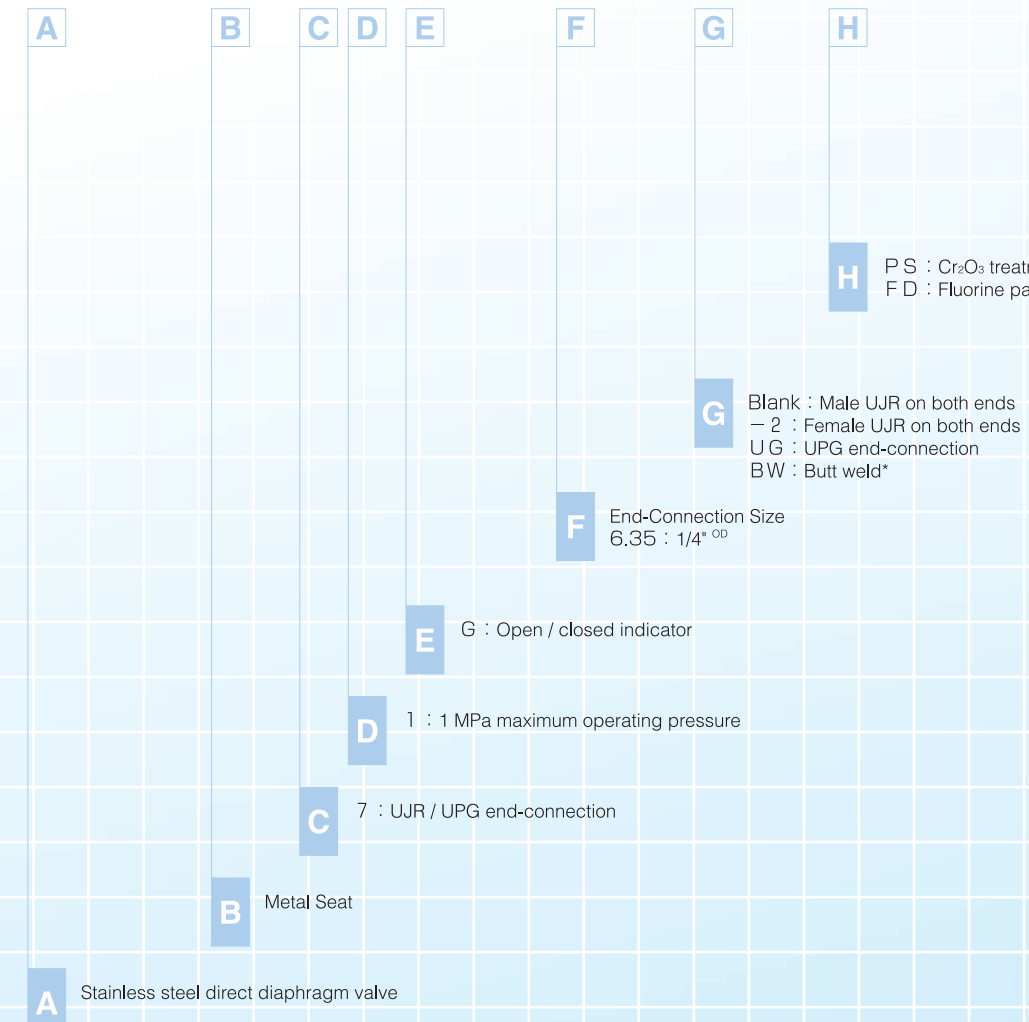 A B C D E F G H
H PS : Cr₂O₃
FD : Fluorine
G Blank : Male UJR on both ends
−2 : Female UJR on both ends
UG : UPG end-connection
BW : Butt weld*
F End-Connection Size
6.35 : 1/4" OD
E G : Open / closed indicator
D 1 : 1 MPa maximum operating pressure
C 7 : UJR / UPG end-connection
B Metal Seat
A Stainless steel direct diaphragm valve